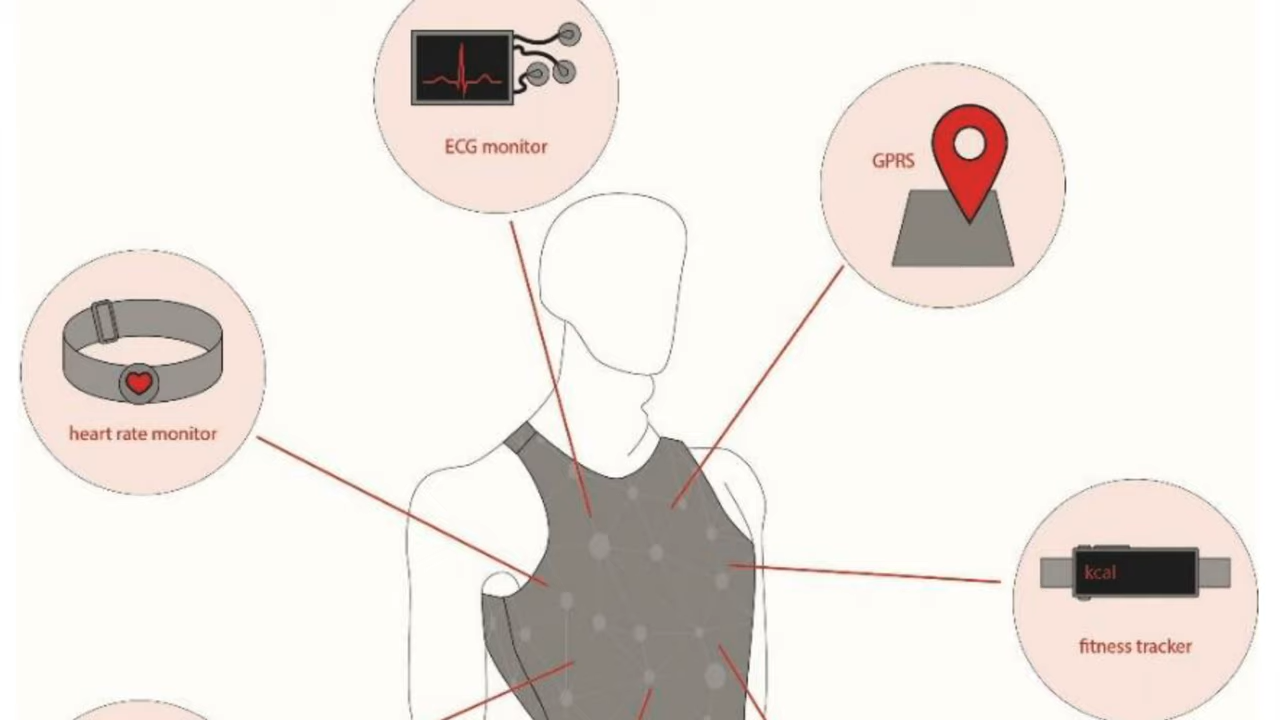 ECG monitor
GPRS
heart rate monitor
kcal
fitness tracker